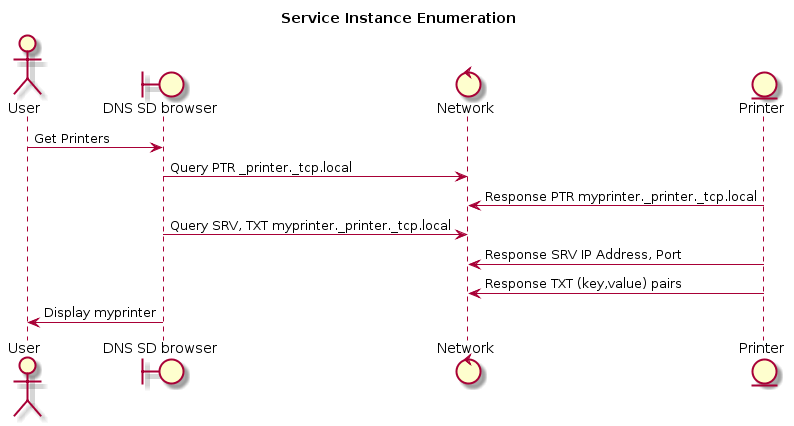 Service Instance Enumeration
User
DNS SD browser
Network
Printer
Get Printers
Query PTR _printer._tcp.local
Response PTR myprinter._printer._tcp.local
Query SRV, TXT myprinter._printer._tcp.local
Response SRV IP Address, Port
Response TXT (key,value) pairs
Display myprinter
User
DNS SD browser
Network
Printer